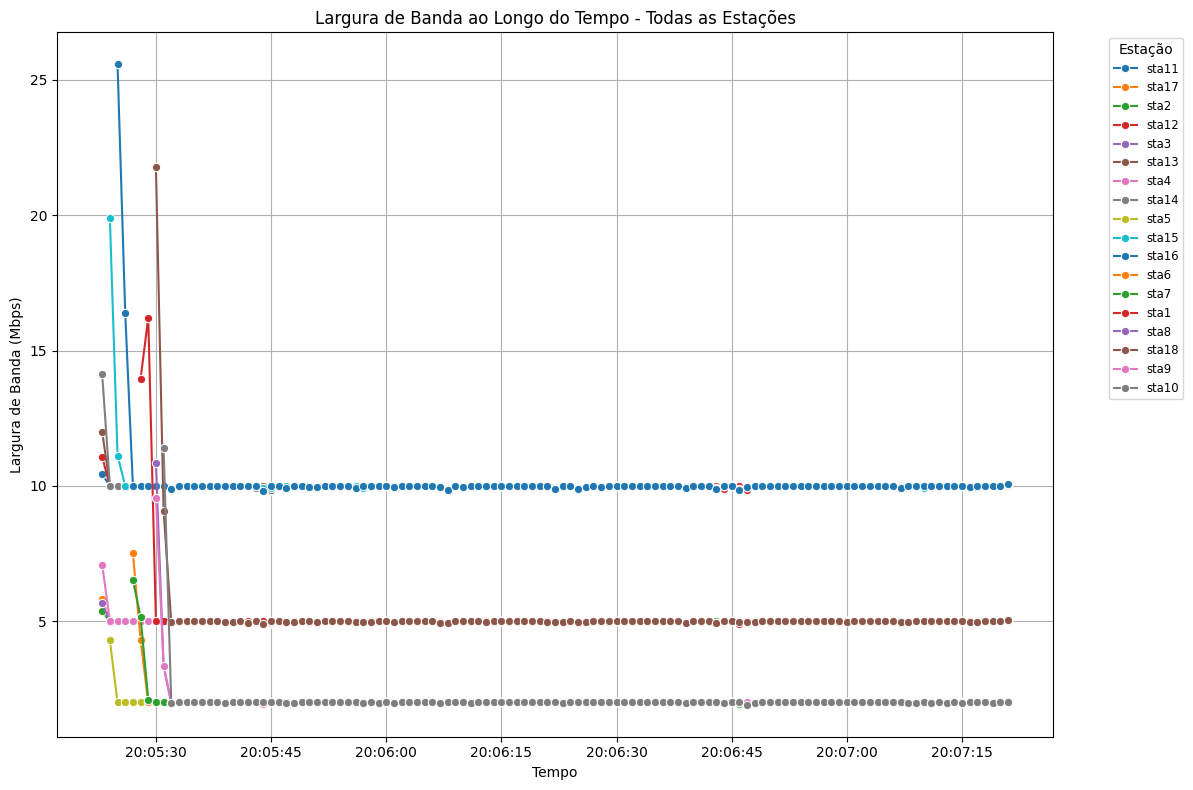 Largura de Banda ao Longo do Tempo - Todas as Estações
Largura de Banda (Mbps)
25
20
15
10
5
20:05:30
20:05:45
20:06:00
20:06:15
20:06:30
20:06:45
20:07:00
20:07:15
Tempo
Estação
sta11
sta17
sta2
sta12
sta3
sta13
sta4
sta14
sta5
sta15
sta16
sta6
sta7
sta1
sta8
sta18
sta9
sta10